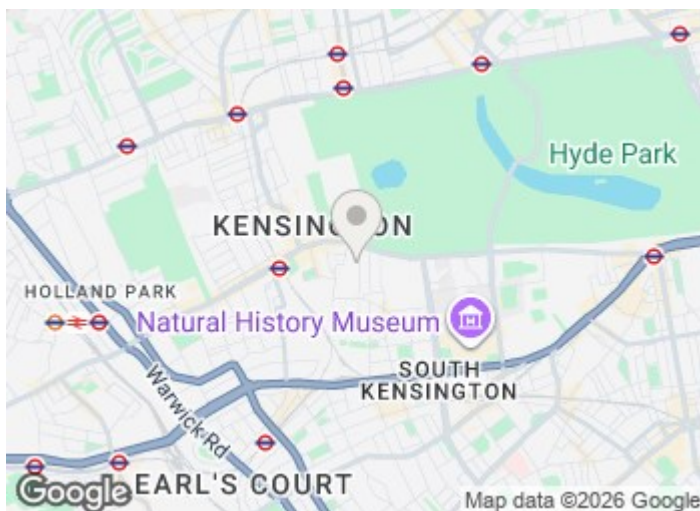 Hyde Park
KENSINGTON
HOLLAND PARK
Natural History Museum
SOUTH
KENSINGTON
Warwick Rd
EARL'S COURT
Google
Map data ©2026 Google